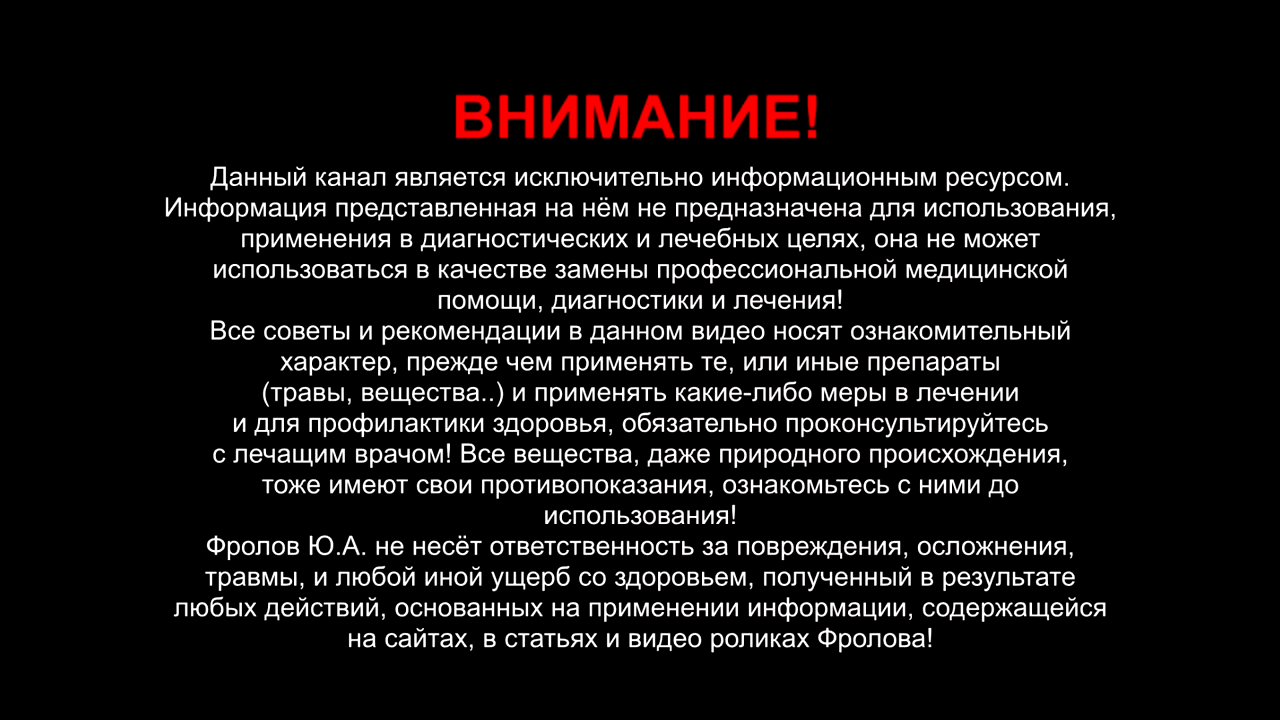 ВНИМАНИЕ!
Данный канал является исключительно информационным ресурсом.
Информация представленная на нём не предназначена для использования,
применения в диагностических и лечебных целях, она не может
использоваться в качестве замены профессиональной медицинской
помощи, диагностики и лечения!
Все советы и рекомендации в данном видео носят ознакомительный
характер, прежде чем применять те, или иные препараты
(травы, вещества..) и применять какие-либо меры в лечении
и для профилактики здоровья, обязательно проконсультируйтесь
с лечащим врачом! Все вещества, даже природного происхождения,
тоже имеют свои противопоказания, ознакомьтесь с ними до
использования!
Фролов Ю.А. не несёт ответственность за повреждения, осложнения,
травмы, и любой иной ущерб со здоровьем, полученный в результате
любых действий, основанных на применении информации, содержащейся
на сайтах, в статьях и видео роликах Фролова!